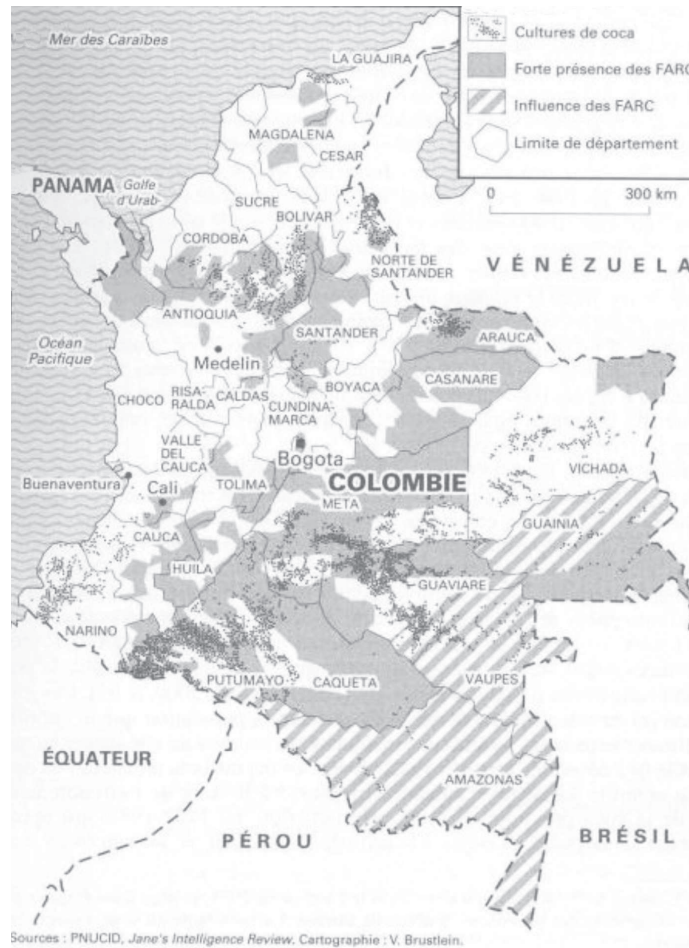 Mer des Caraïbes
LA GUAJIRA
Cultures de coca
Forte présence des FARC
Influence des FARC
Limite de département
0 300 km
MAGDALENA
CESAR
PANAMA
Golfe
d'Urab
SUCRE
BOLIVAR
CORDOBA
NORTE DE
SANTANDER
VÉNÉZUELA
ANTIOQUIA
SANTANDER
ARAUCA
Océan
Pacifique
Medelin
BOYACA
CASANARE
CHOCO
RISA-
RALDA
CALDAS
CUNDINA-
MARCA
VALLE
DEL
CAUCA
Bogota
VICHADA
Buenaventura
Cali
TOLIMA
COLOMBIE
META
GUAINIA
CAUCA
HUILA
GUAVIARE
NARINO
PUTUMAYO
CAQUETA
VAUPES
ÉQUATEUR
AMAZONAS
PÉROU
BRÉSIL
Sources : PNUCID, Jane's Intelligence Review. Cartographie : V. Brustlein.